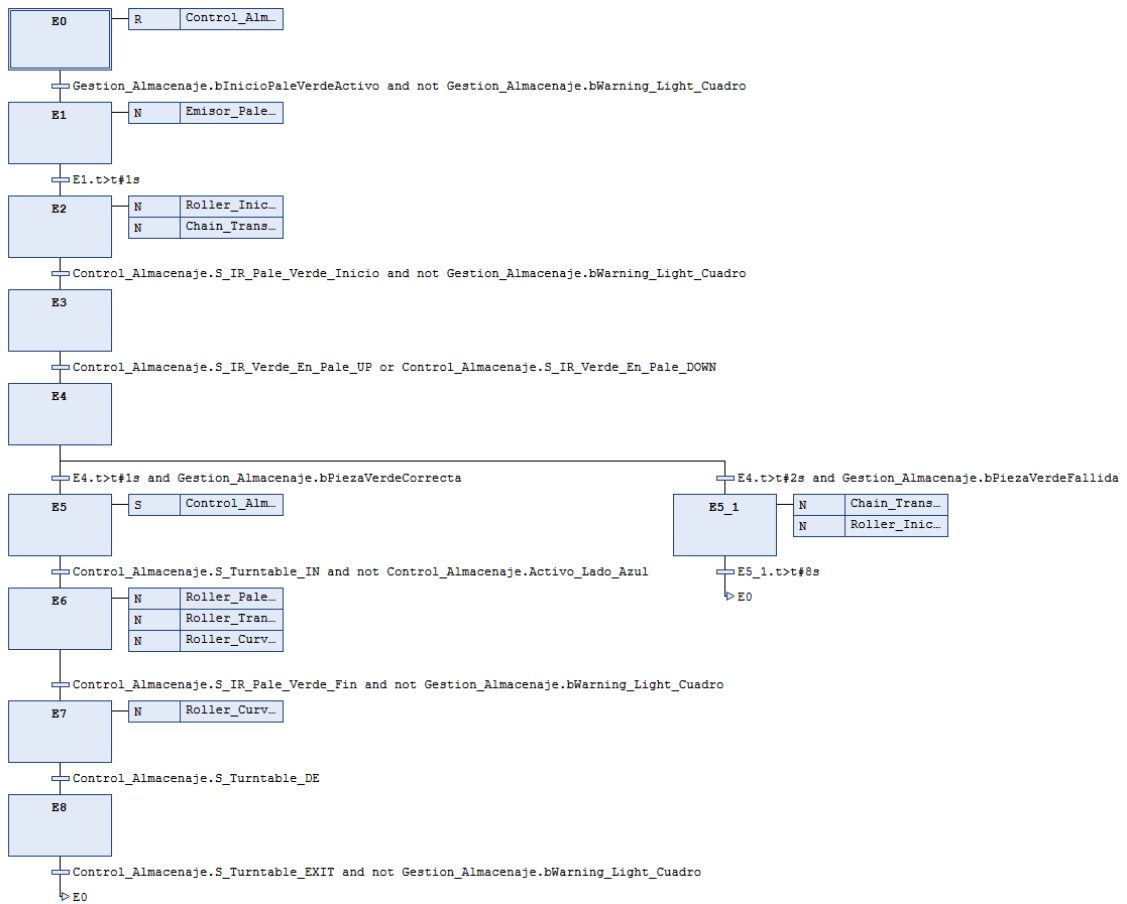 E0
R Control_Alm…
Gestion_Almacenaje.bInicioPaleVerdeActivo and not Gestion_Almacenaje.bWarning_Light_Cuadro
E1
N Emisor_Pale…
E1.t>t#1s
E2
N Roller_Inic…
N Chain_Trans…
Control_Almacenaje.S_IR_Pale_Verde_Inicio and not Gestion_Almacenaje.bWarning_Light_Cuadro
E3
Control_Almacenaje.S_IR_Verde_En_Pale_UP or Control_Almacenaje.S_IR_Verde_En_Pale_DOWN
E4
E4.t>t#1s and Gestion_Almacenaje.bPiezaVerdeCorrecta
E4.t>t#2s and Gestion_Almacenaje.bPiezaVerdeFallida
E5
S Control_Alm…
E5_1
N Chain_Trans…
N Roller_Inic…
Control_Almacenaje.S_Turntable_IN and not Control_Almacenaje.Activo_Lado_Azul
E5_1.t>t#8s
E0
E6
N Roller_Pale…
N Roller_Tran…
N Roller_Curv…
Control_Almacenaje.S_IR_Pale_Verde_Fin and not Gestion_Almacenaje.bWarning_Light_Cuadro
E7
N Roller_Curv…
Control_Almacenaje.S_Turntable_DE
E8
Control_Almacenaje.S_Turntable_EXIT and not Gestion_Almacenaje.bWarning_Light_Cuadro
E0